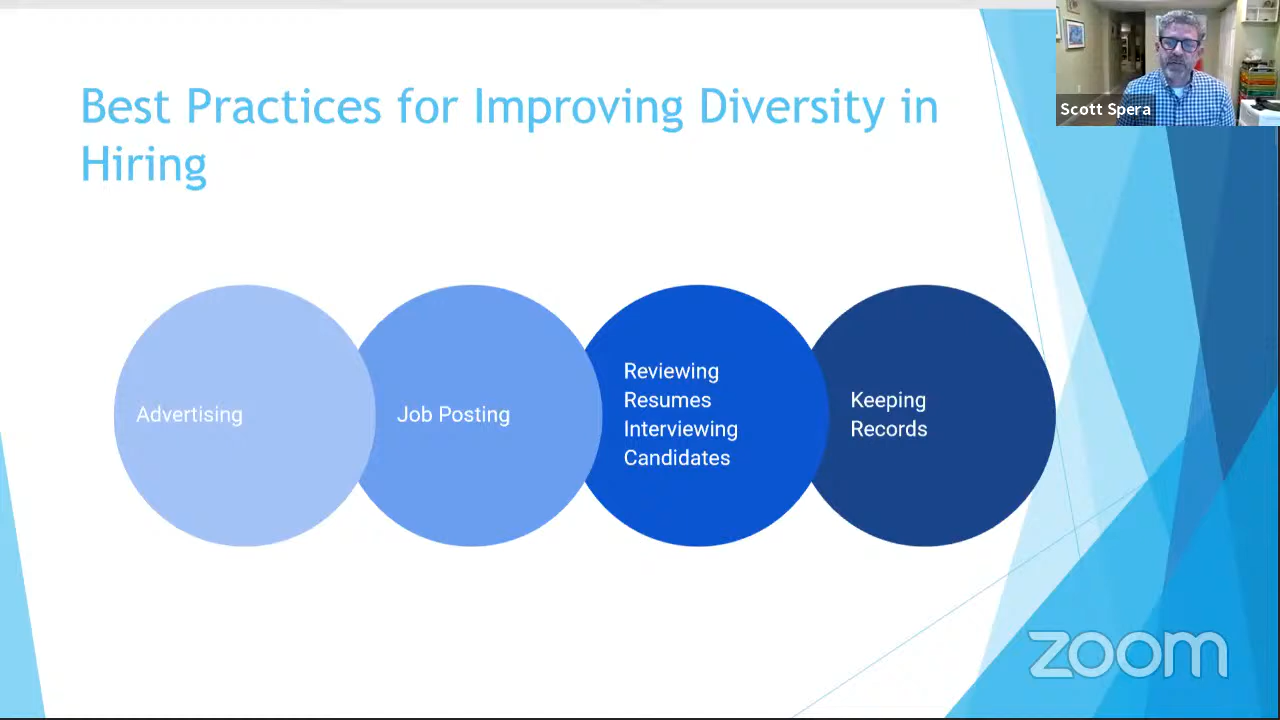 Best Practices for Improving Diversity in
Hiring
Scott Spera
Advertising
Job Posting
Reviewing
Resumes
Interviewing
Candidates
Keeping
Records
zoom